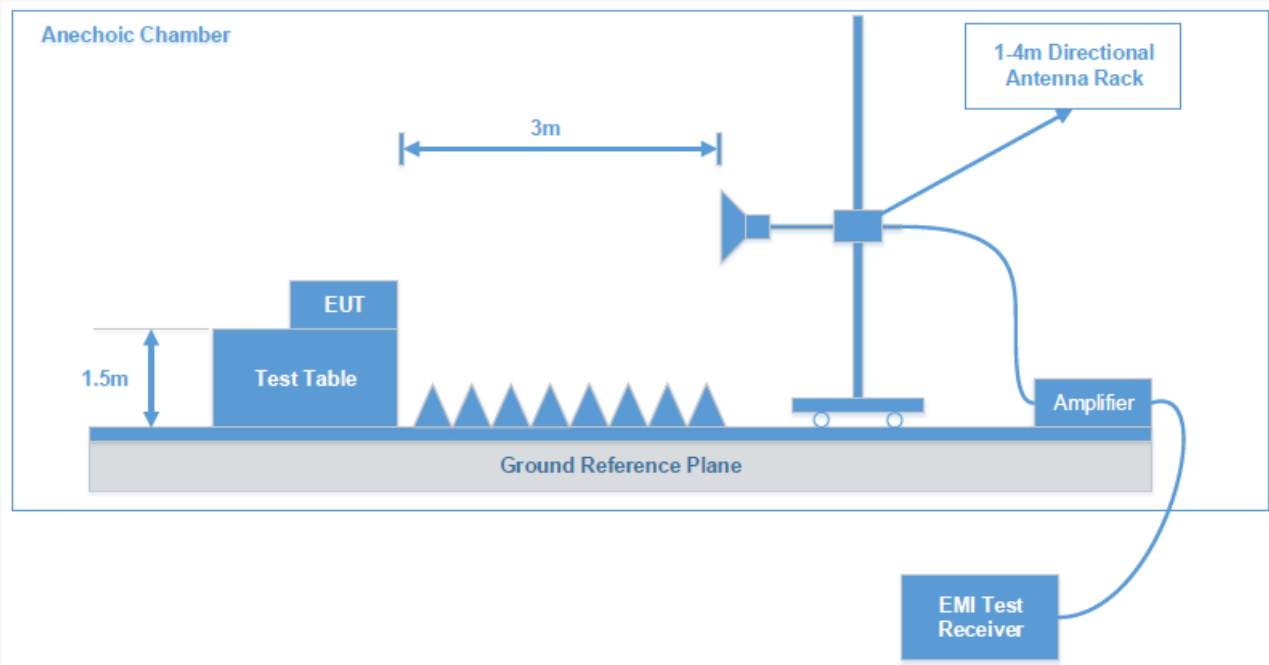 Anechoic Chamber
1-4m Directional
Antenna Rack
3m
EUT
1.5m
Test Table
Amplifier
Ground Reference Plane
EMI Test
Receiver